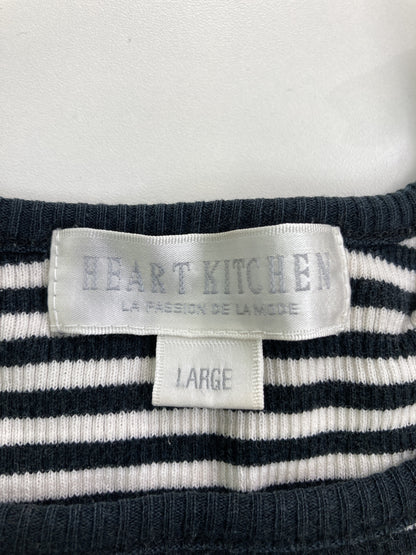 HEART KITCHEN
LA PASSION DE LA MODE
LARGE